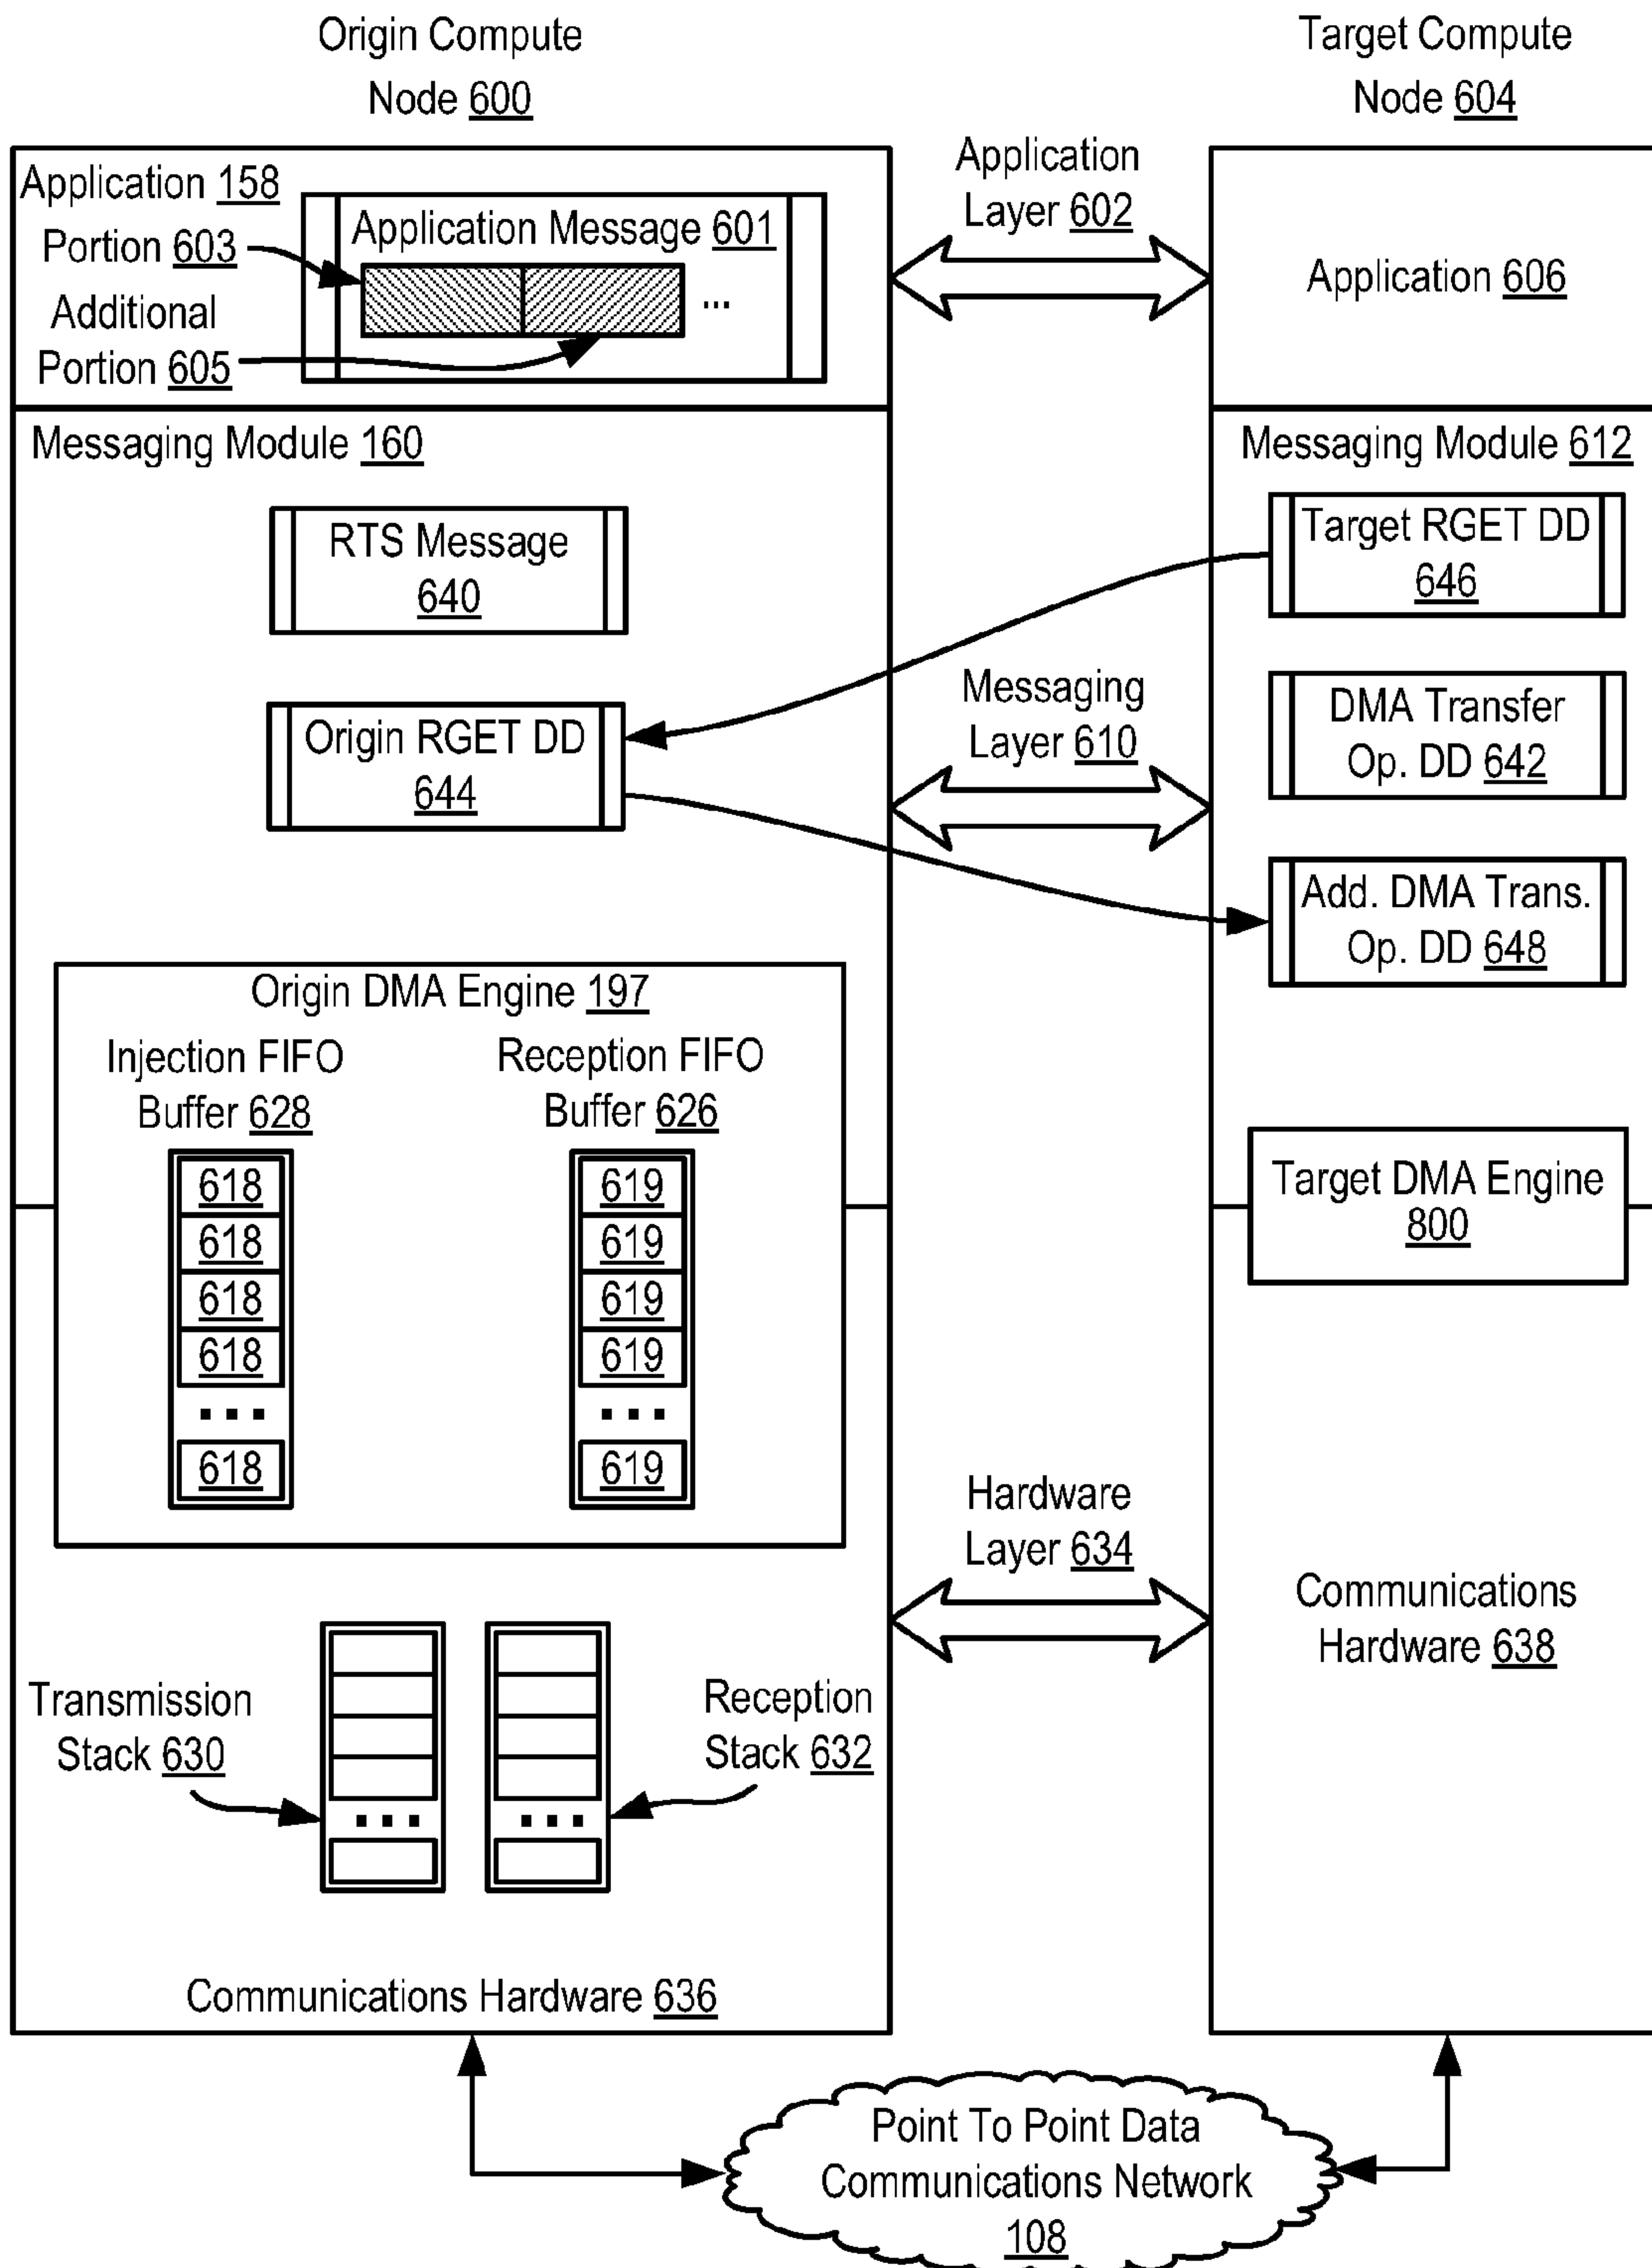 Origin Compute
Node 600
Target Compute
Node 604
Application 158
Portion 603
Additional
Portion 605
Application Message 601
...
Application
Layer 602
Application 606
Messaging Module 160
RTS Message
640
Origin RGET DD
644
Messaging
Layer 610
Messaging Module 612
Target RGET DD
646
DMA Transfer
Op. DD 642
Add. DMA Trans.
Op. DD 648
Origin DMA Engine 197
Injection FIFO
Buffer 628
618
618
618
618
...
618
Reception FIFO
Buffer 626
619
619
619
619
...
619
Target DMA Engine
800
Hardware
Layer 634
Transmission
Stack 630
...
...
Reception
Stack 632
Communications
Hardware 638
Communications Hardware 636
Point To Point Data
Communications Network
108